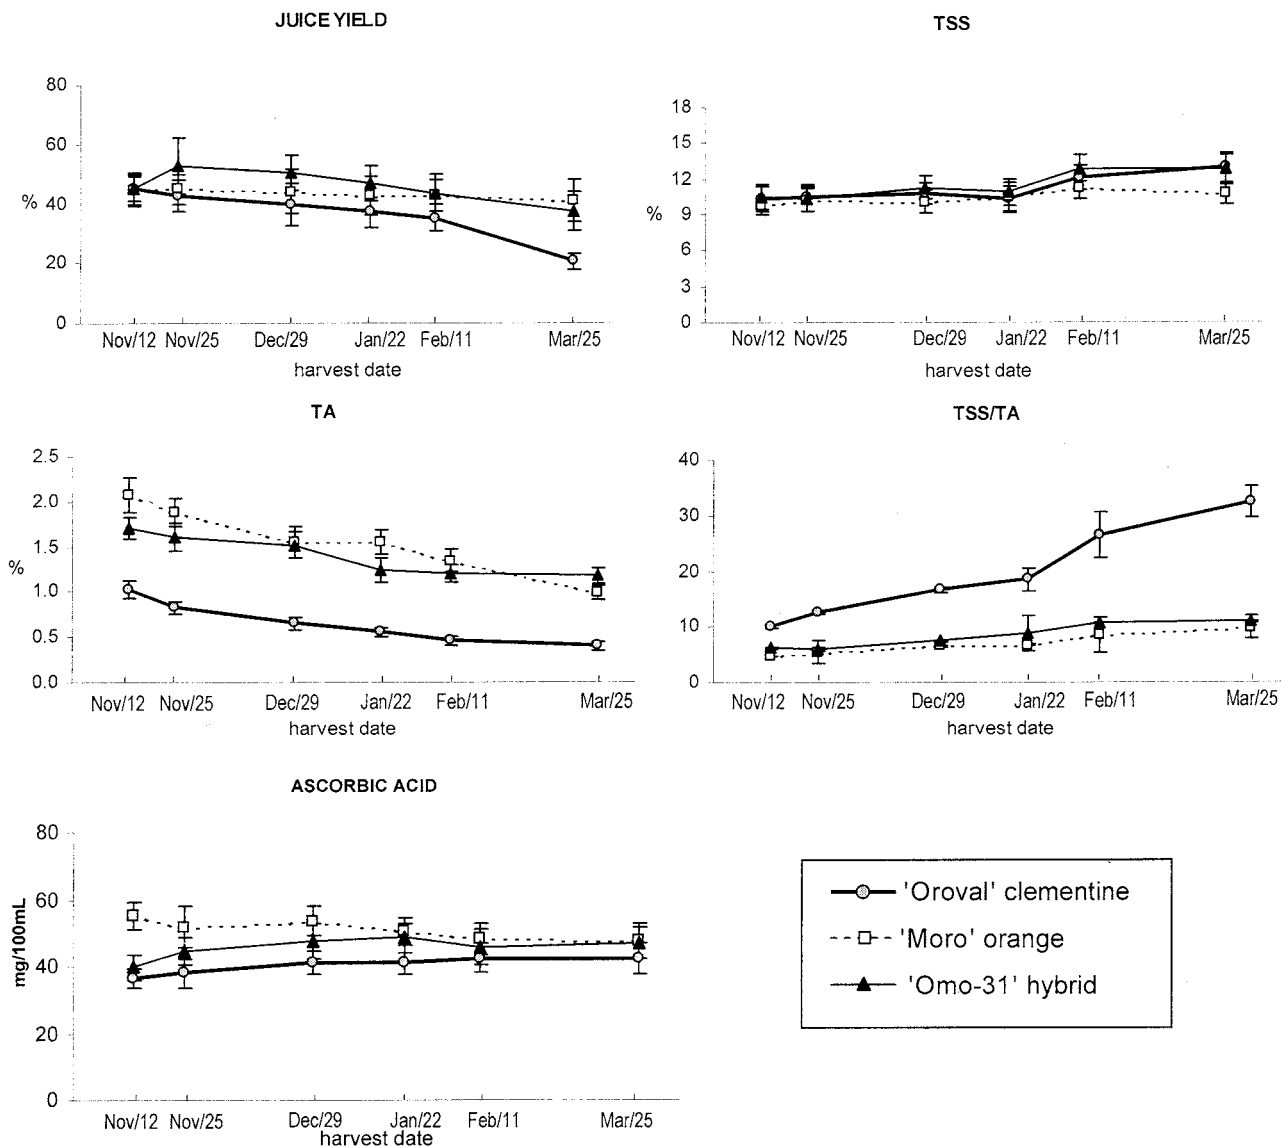 JUICE YIELD
80
60
%
40
20
0
Nov/12 Nov/25 Dec/29 Jan/22 Feb/11 Mar/25
harvest date
TSS
18
15
12
%
9
6
3
0
Nov/12 Nov/25 Dec/29 Jan/22 Feb/11 Mar/25
harvest date
TA
2.5
2.0
1.5
%
1.0
0.5
0.0
Nov/12 Nov/25 Dec/29 Jan/22 Feb/11 Mar/25
harvest date
TSS/TA
40
30
20
10
0
Nov/12 Nov/25 Dec/29 Jan/22 Feb/11 Mar/25
harvest date
ASCORBIC ACID
80
60
mg/100mL
40
20
0
Nov/12 Nov/25 Dec/29 Jan/22 Feb/11 Mar/25
harvest date
'Oroval' clementine
'Moro' orange
'Omo-31' hybrid